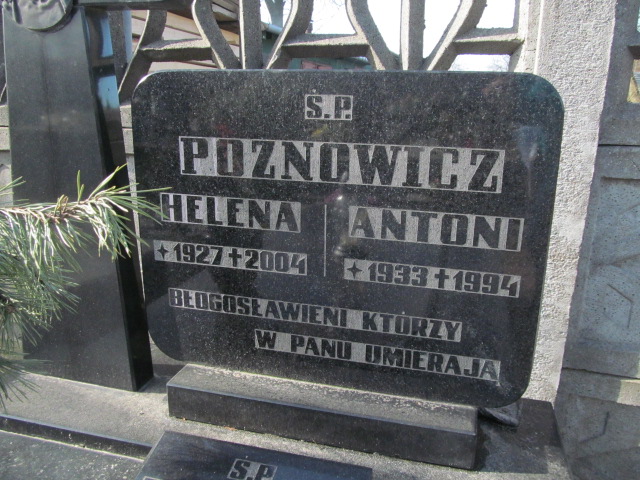 Ś.P.
POZNOWICZ
HELENA ANTONI
✦1927✝2004 ✦1933✝1994
BŁOGOSŁAWIENI KTÓRZY
W PANU UMIERAJĄ
Ś.P.